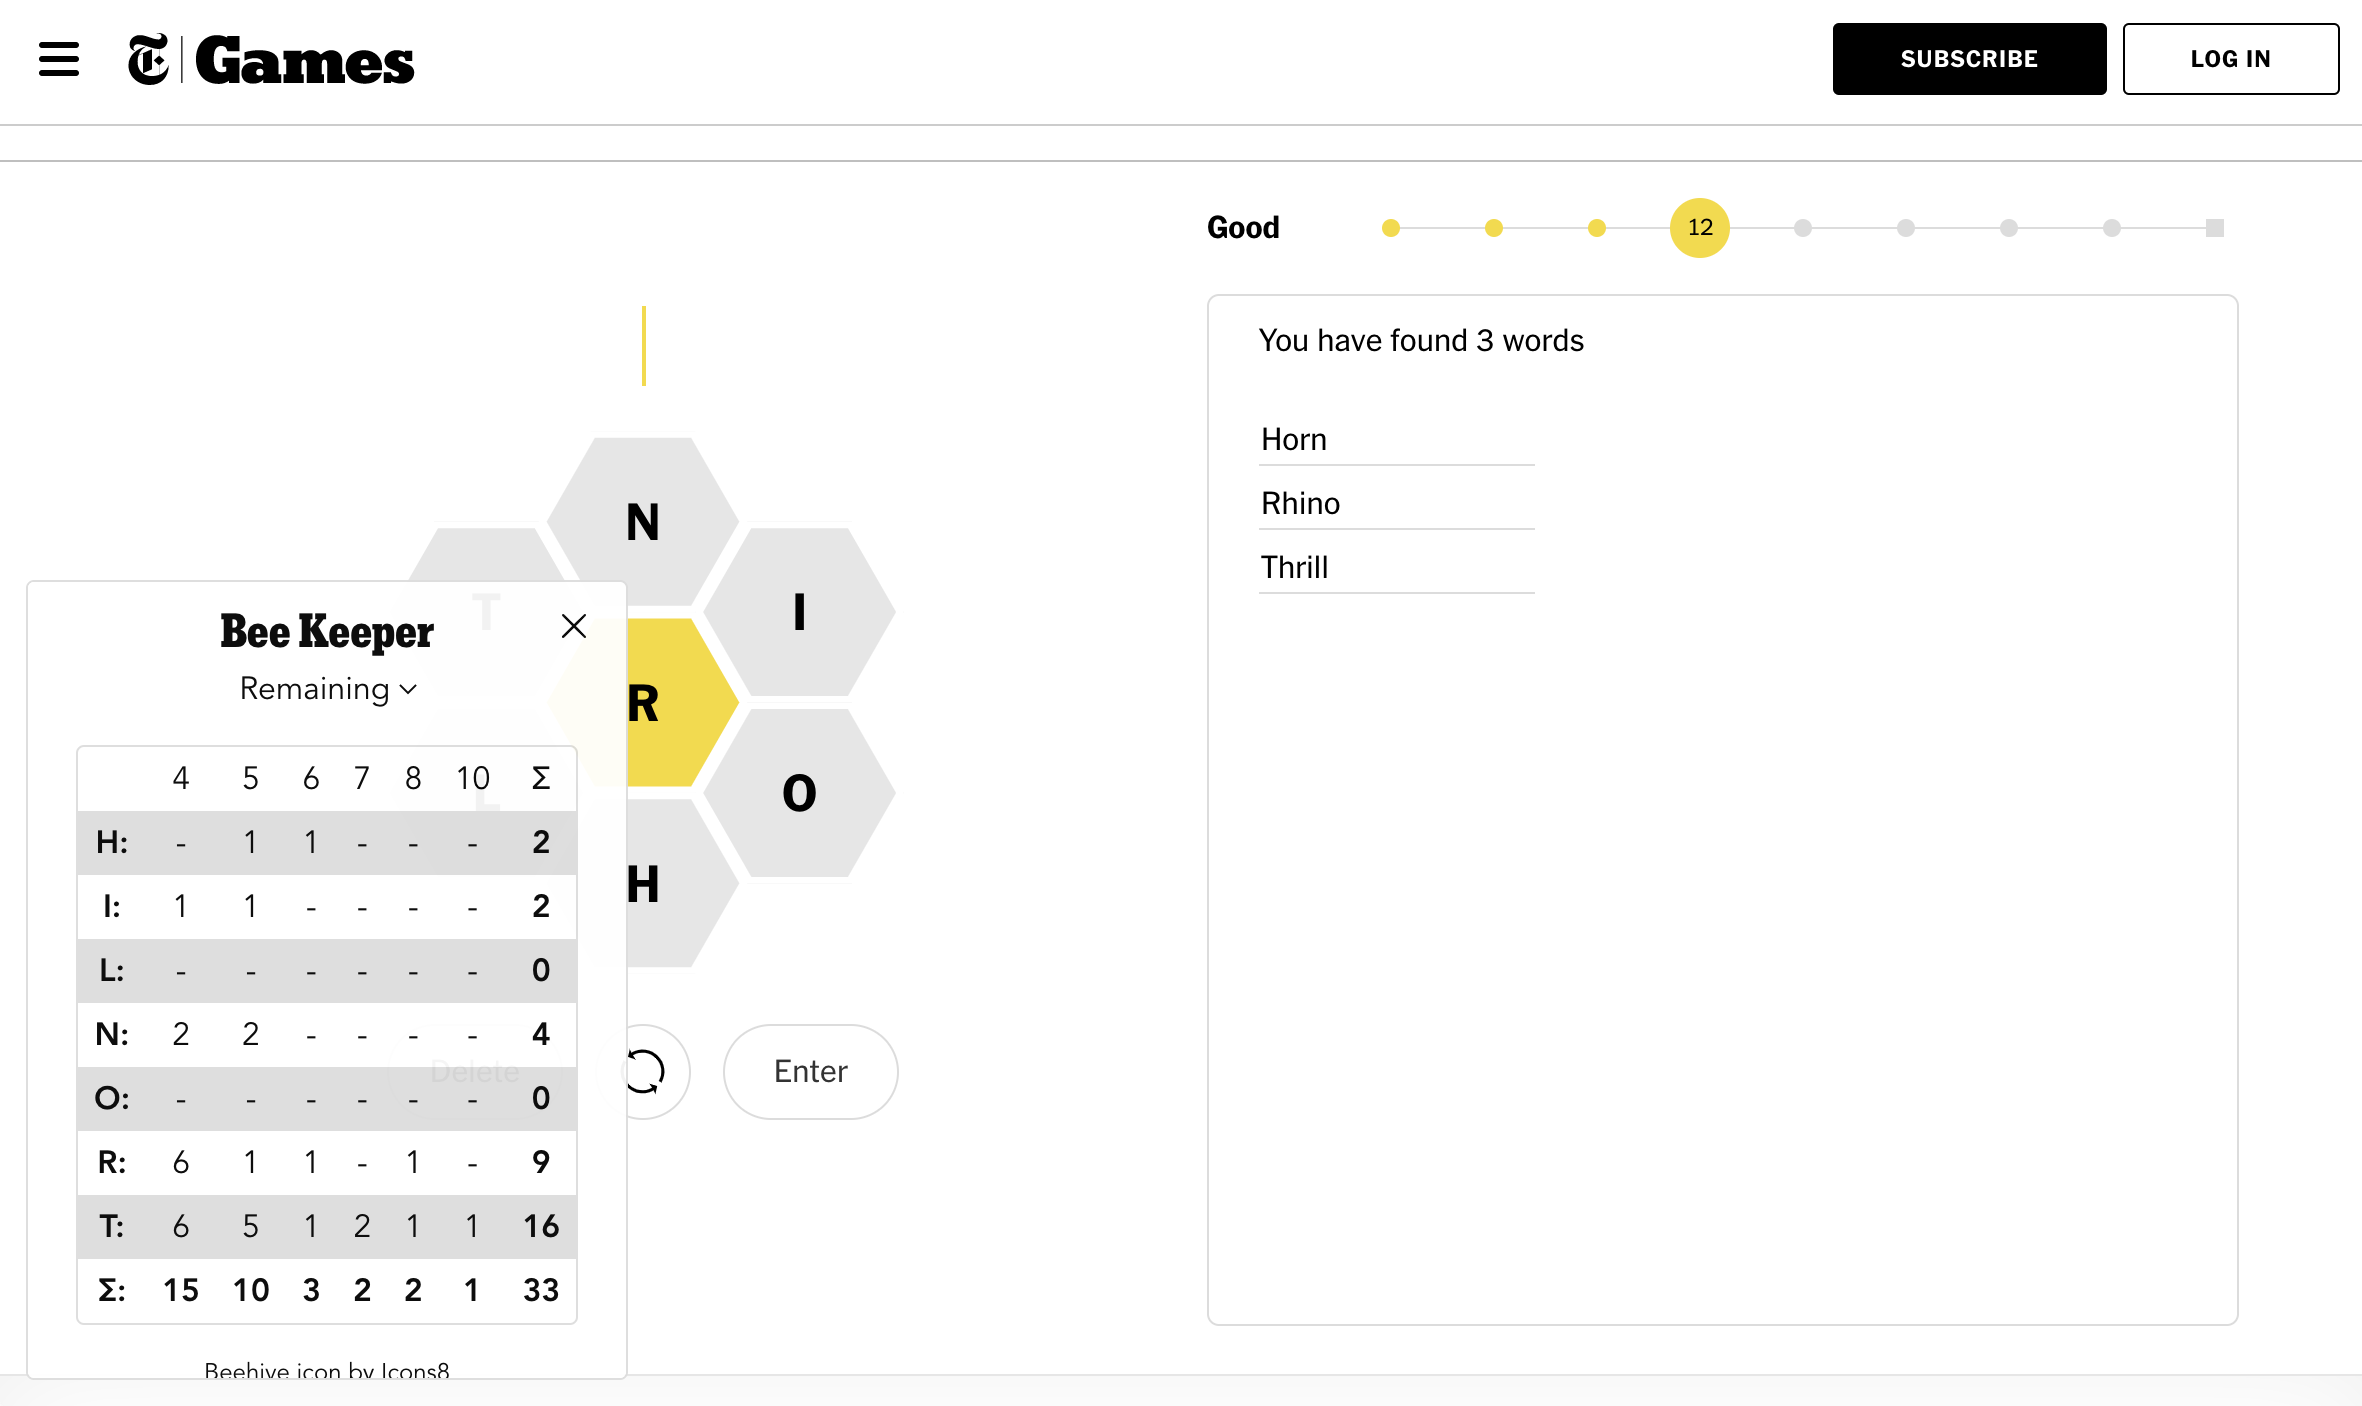 T Games
SUBSCRIBE
LOG IN
Good
12
You have found 3 words
Horn
Rhino
Thrill
N
T
I
R
L
O
H
Delete
Enter
Bee Keeper
Remaining
4 5 6 7 8 10 Σ
H: - 1 1 - - - 2
I: 1 1 - - - - 2
L: - - - - - - 0
N: 2 2 - - - - 4
O: - - - - - - 0
R: 6 1 1 - 1 - 9
T: 6 5 1 2 1 1 16
Σ: 15 10 3 2 2 1 33
Beehive icon by Icons8